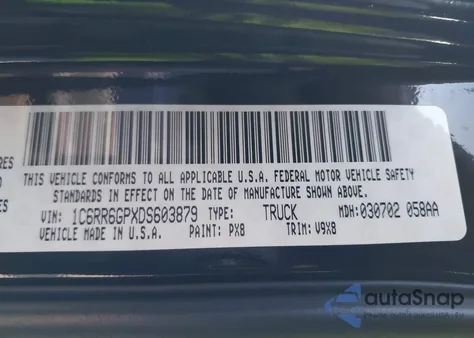 RES
THIS VEHICLE CONFORMS TO ALL APPLICABLE U.S.A. FEDERAL MOTOR VEHICLE SAFETY
STANDARDS IN EFFECT ON THE DATE OF MANUFACTURE SHOWN ABOVE.
VIN: 1C6RR6GPXDS603879 TYPE: TRUCK MDH: 030702 058AA
VEHICLE MADE IN U.S.A. PAINT: PX8 TRIM: V9X8
autoSnap